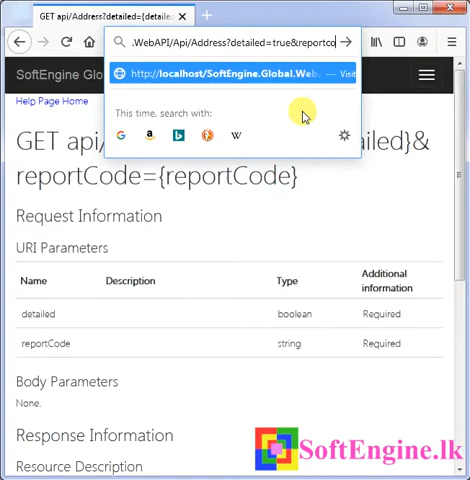 GET api/Address?detailed={detailed
.WebAPI/Api/Address?detailed=true&reportco
SoftEngine Glo
http://localhost/SoftEngine.Global.Web — Visit
Help Page Home
This time, search with:
GET api/ ailed}&
reportCode={reportCode}
Request Information
URI Parameters
Name Description Type Additional information
detailed boolean Required
reportCode string Required
Body Parameters
None.
Response Information
Resource Description
SoftEngine.lk